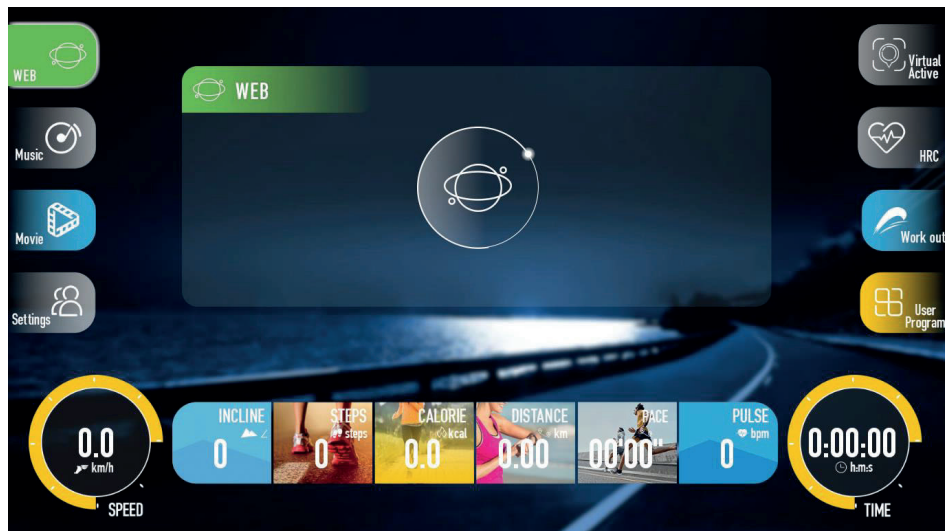 WEB
Music
Movie
Settings
WEB
Virtual
Active
HRC
Work out
User
Program
0.0
km/h
SPEED
INCLINE
0
STEPS
steps
0
CALORIE
kcal
0.0
DISTANCE
km
0.00
PACE
00'00"
PULSE
bpm
0
0:00:00
h:m:s
TIME